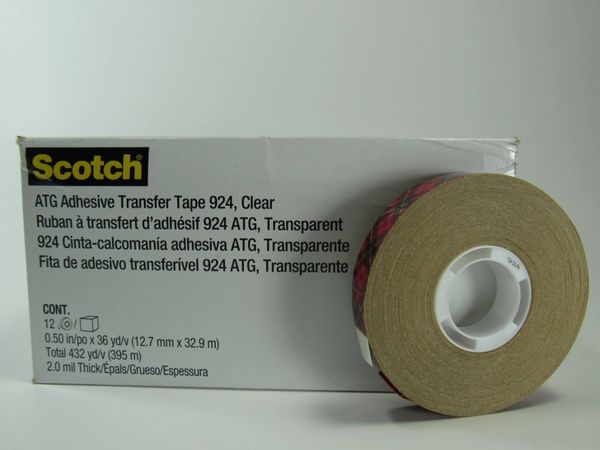 Scotch
ATG Adhesive Transfer Tape 924, Clear
Ruban à transfert d'adhésif 924 ATG, Transparent
924 Cinta-calcomanía adhesiva ATG, Transparente
Fita de adesivo transferível 924 ATG, Transparente
CONT.
12 /
0.50 in/po x 36 yd/v (12.7 mm x 32.9 m)
Total 432 yd/v (395 m)
2.0 mil Thick/Épals/Grueso/Espessura
924